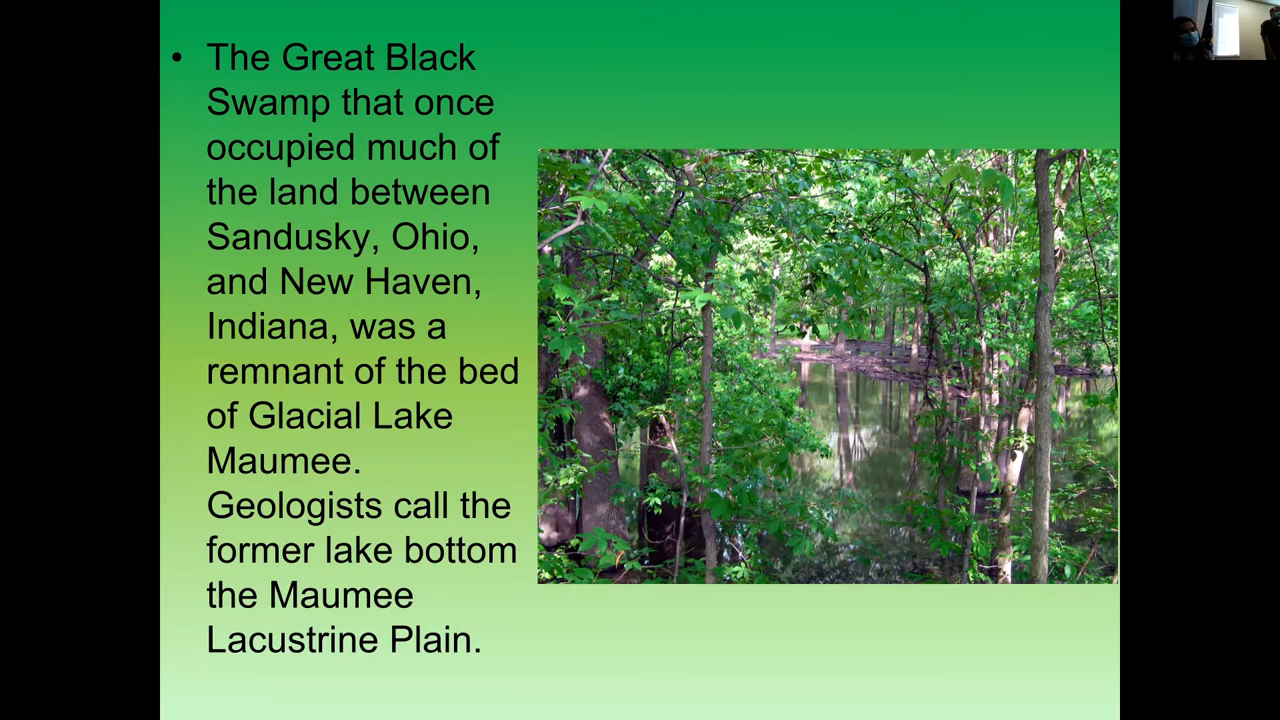 • The Great Black
Swamp that once
occupied much of
the land between
Sandusky, Ohio,
and New Haven,
Indiana, was a
remnant of the bed
of Glacial Lake
Maumee.
Geologists call the
former lake bottom
the Maumee
Lacustrine Plain.